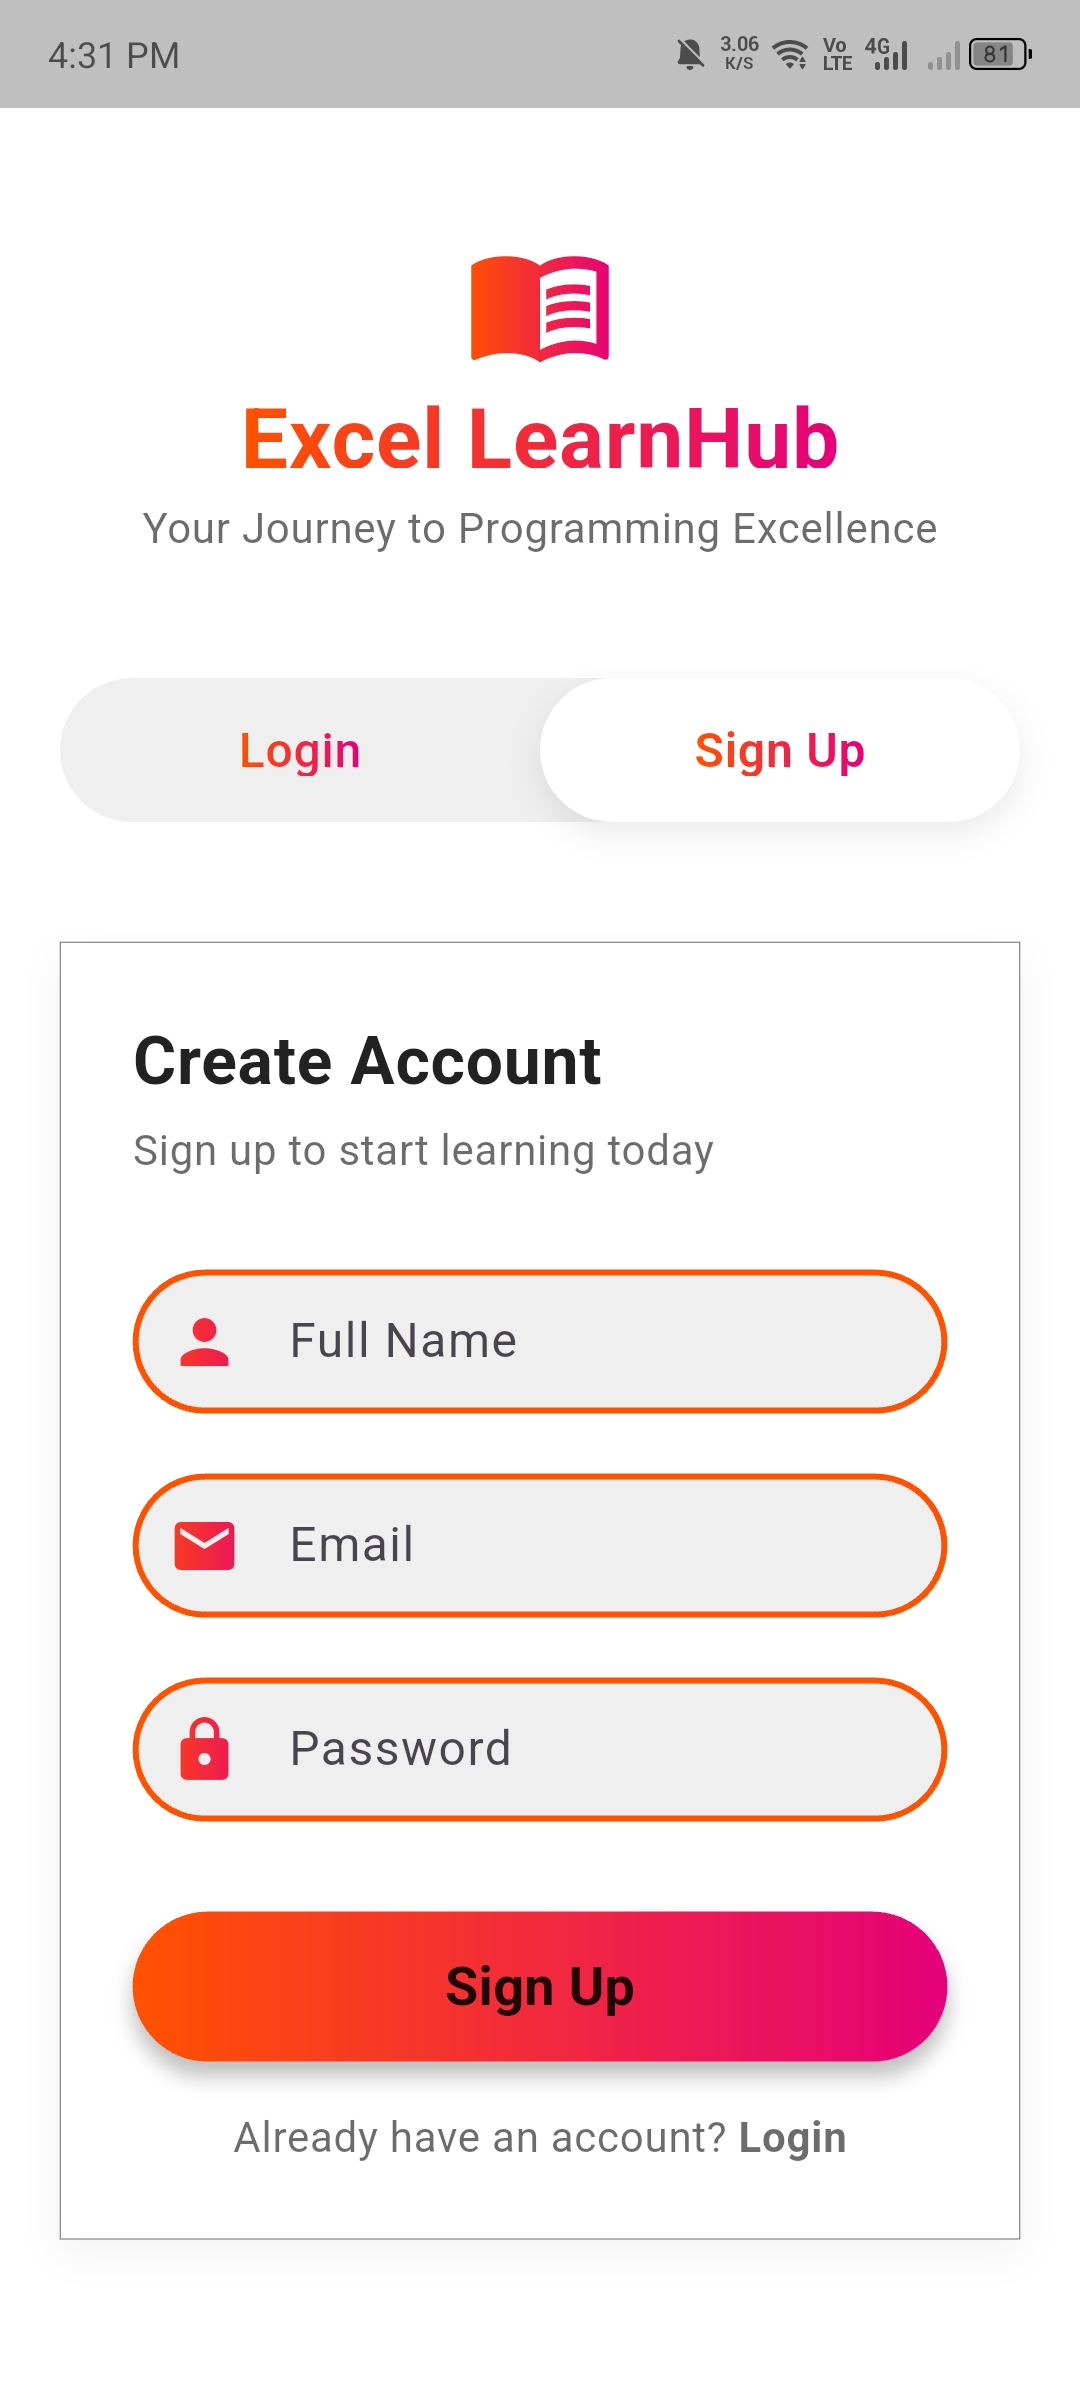 4:31 PM 3.06 K/S Vo LTE 4G 81
Excel LearnHub
Your Journey to Programming Excellence
Login Sign Up
Create Account
Sign up to start learning today
Full Name
Email
Password
Sign Up
Already have an account? Login